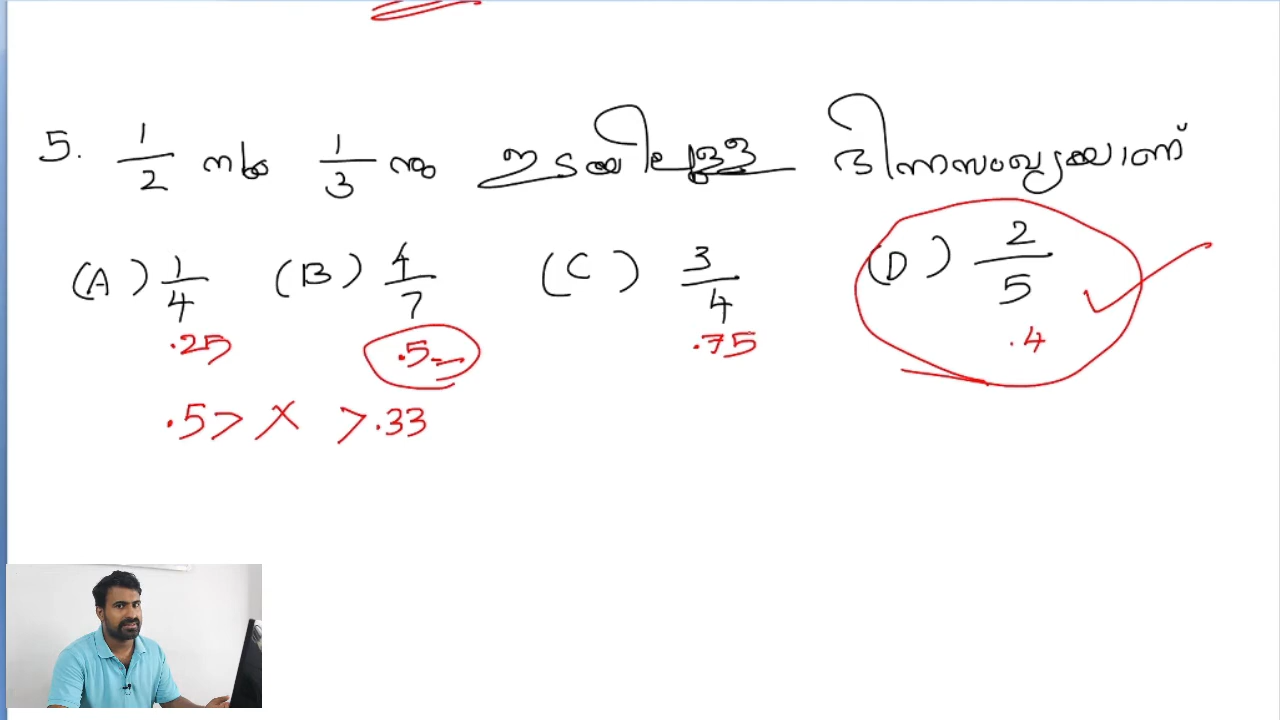 5. 1/2 നും 1/3 നും ഇടയിലുള്ള ഭിന്നസംഖ്യയാണ്
(A) 1/4 (B) 4/7 (C) 3/4 (D) 2/5
.25 .5 .75 .4
.5 > X > .33